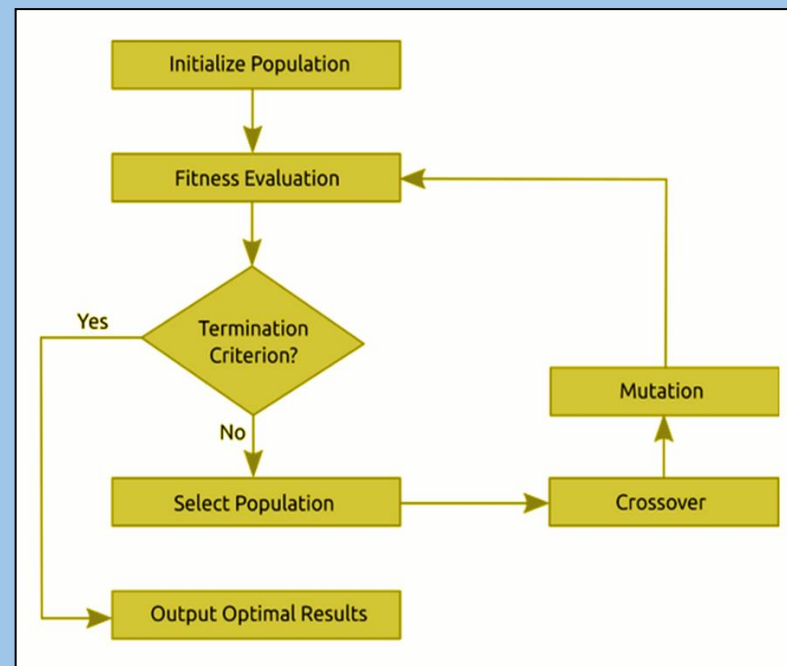 Initialize Population
Fitness Evaluation
Yes
Termination
Criterion?
No
Mutation
Select Population
Crossover
Output Optimal Results